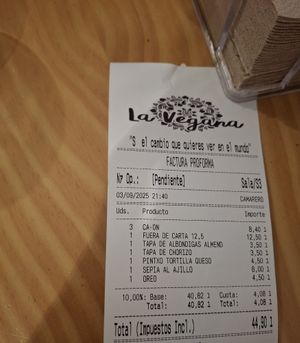 La Vegana
"S el cambio que quieres ver en el mundo"
FACTURA PROFORMA
Nº Op.: [Pendiente] Sala/S3
03/09/2025 21:40 CAMARERO
Uds. Producto Importe
3 CA-ON 8,40 1
1 FUERA DE CARTA 12,5 12,50 1
1 TAPA DE ALBONDIGAS ALMEND 3,50 1
1 TAPA DE CHORIZO 3,50 1
1 PINTXO TORTILLA QUESO 4,50 1
1 SEPIA AL AJILLO 8,00 1
1 OREO 4,50 1
10,00% Base: 40,82 1 Cuota: 4,08 1
Total: 40,82 1 Total: 4,08 1
Total (Impuestos Incl.) 44,90 1